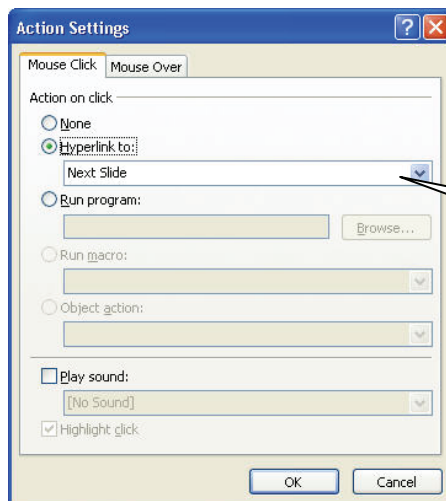 Action Settings
Mouse Click Mouse Over
Action on click
None
Hyperlink to:
Next Slide
Run program:
Browse...
Run macro:
Object action:
Play sound:
[No Sound]
Highlight click
OK Cancel